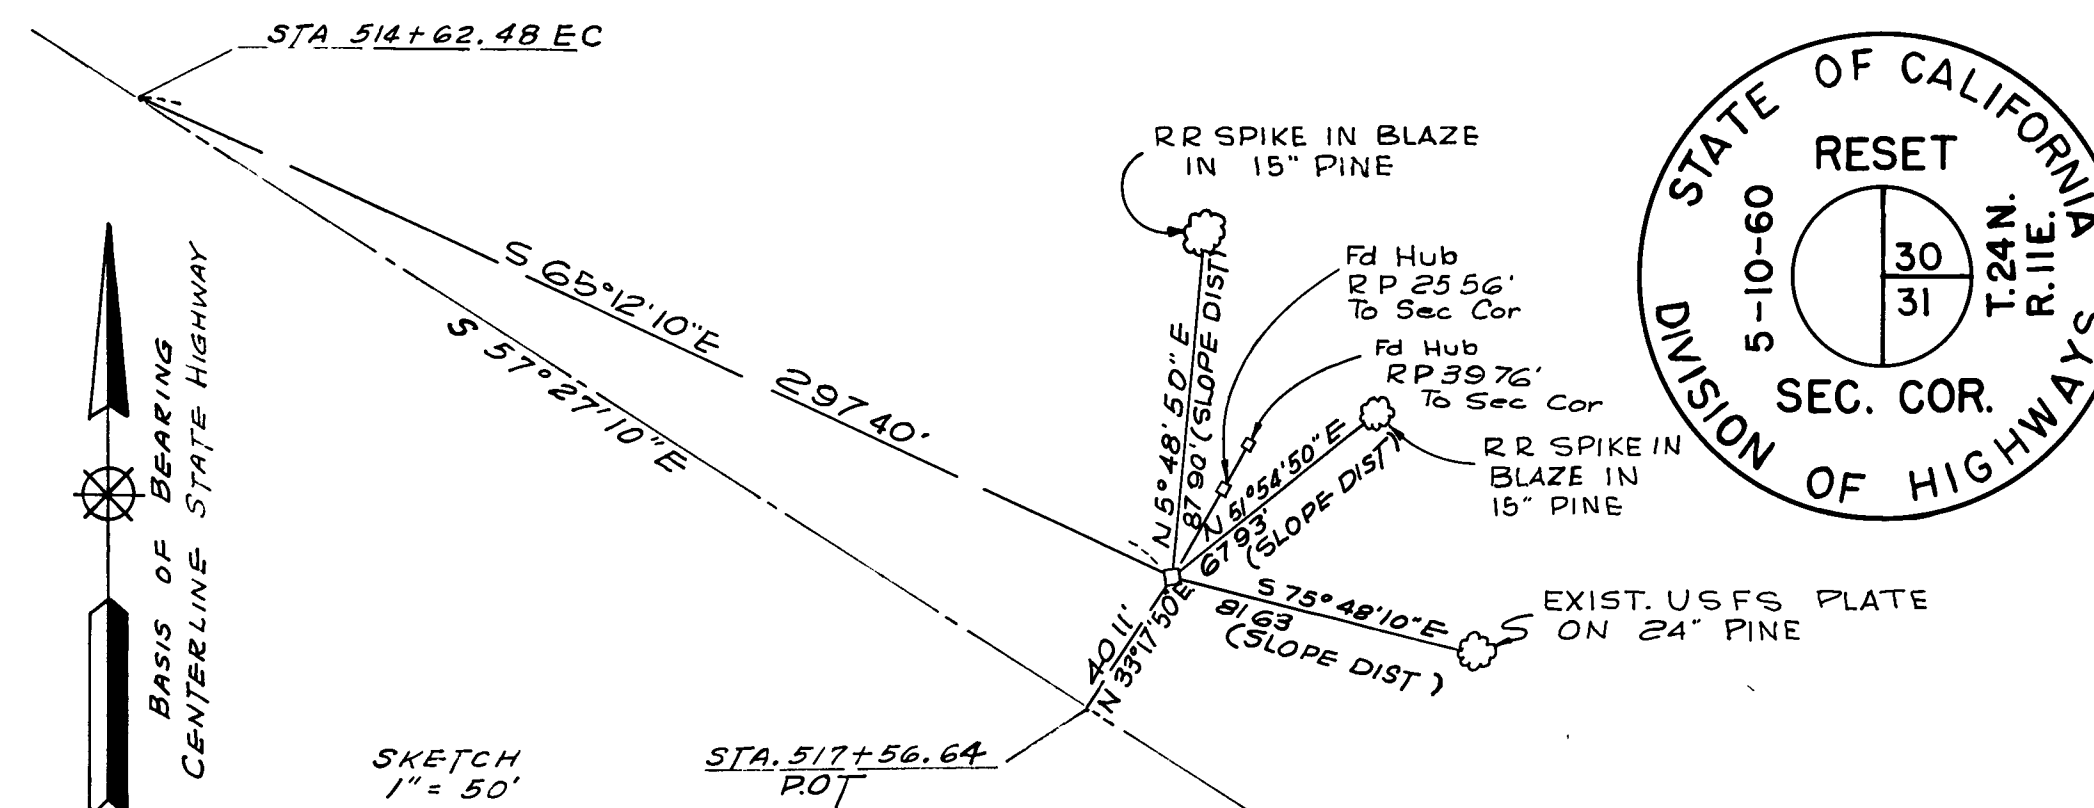 STA 514+62.48 EC
S 65°12'10"E
297 40'
S 57°27'10"E
BASIS OF BEARING
CENTERLINE STATE HIGHWAY
SKETCH
1" = 50'
STA. 517+56.64
P.O T
40 11'
N 33°17'50"E
RR SPIKE IN BLAZE
IN 15" PINE
N 5° 48' 50" E
87 90' (SLOPE DIST)
Fd Hub
RP 25 56'
To Sec Cor
Fd Hub
RP 39 76'
To Sec Cor
N 51°54'50" E
67 93'
(SLOPE DIST)
RR SPIKE IN
BLAZE IN
15" PINE
S 75° 48'10"E
81 63
(SLOPE DIST)
EXIST. USFS PLATE
ON 24" PINE
STATE OF CALIFORNIA
RESET
5-10-60
30
31
T.24N.
R.11E.
SEC. COR.
DIVISION OF HIGHWAYS